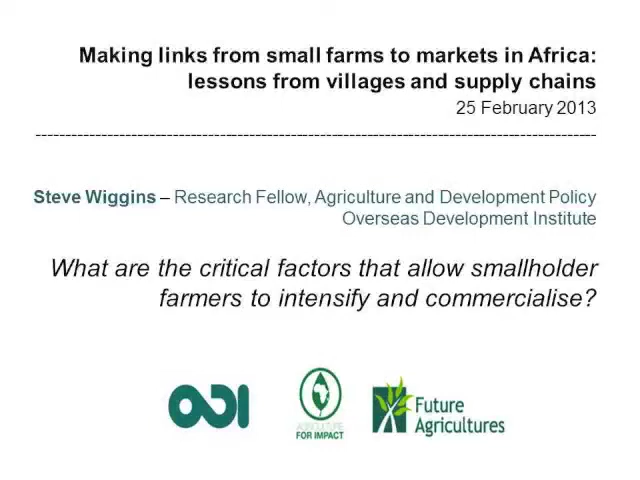 Making links from small farms to markets in Africa:
lessons from villages and supply chains
25 February 2013
Steve Wiggins – Research Fellow, Agriculture and Development Policy
Overseas Development Institute
What are the critical factors that allow smallholder
farmers to intensify and commercialise?
ODI
AGRICULTURE
FOR IMPACT
Future
Agricultures